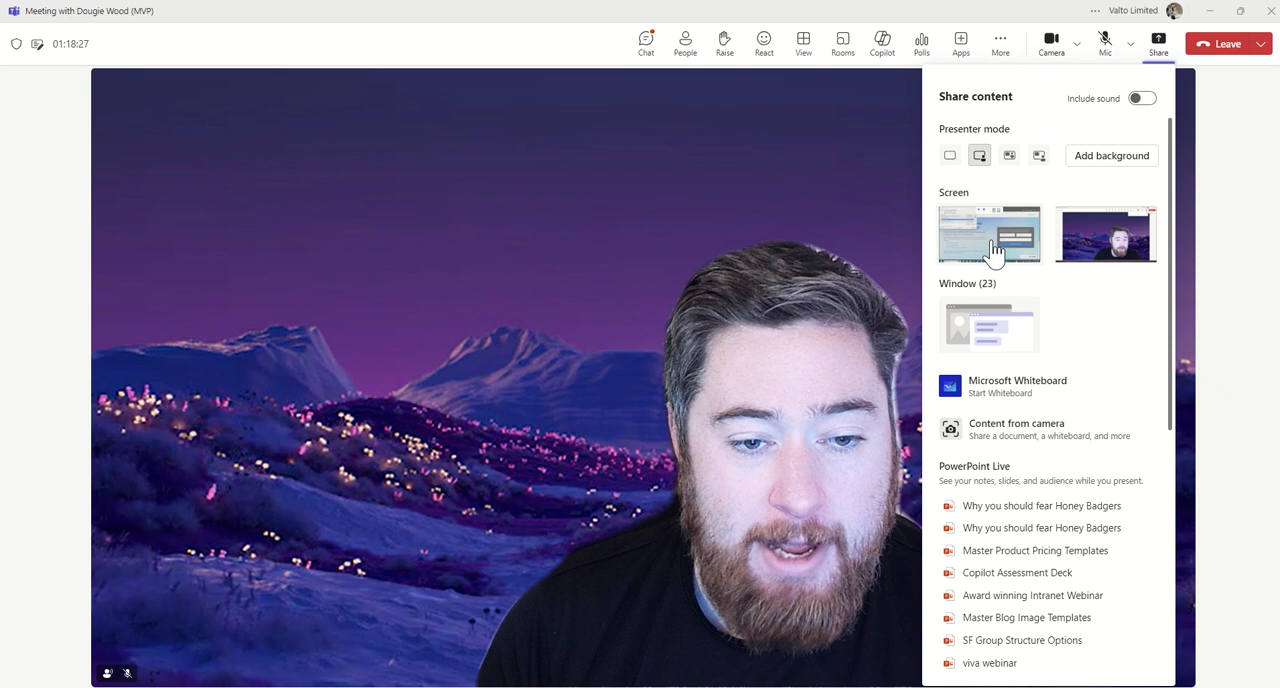 Meeting with Dougie Wood (MVP)
Valto Limited
01:18:27
Chat
People
Raise
React
View
Rooms
Copilot
Polls
Apps
More
Camera
Mic
Share
Leave
Share content
Include sound
Presenter mode
Add background
Screen
Window (23)
Microsoft Whiteboard
Start Whiteboard
Content from camera
Share a document, a whiteboard, and more
PowerPoint Live
See your notes, slides, and audience while you present.
Why you should fear Honey Badgers
Why you should fear Honey Badgers
Master Product Pricing Templates
Copilot Assessment Deck
Award winning Intranet Webinar
Master Blog Image Templates
SF Group Structure Options
viva webinar